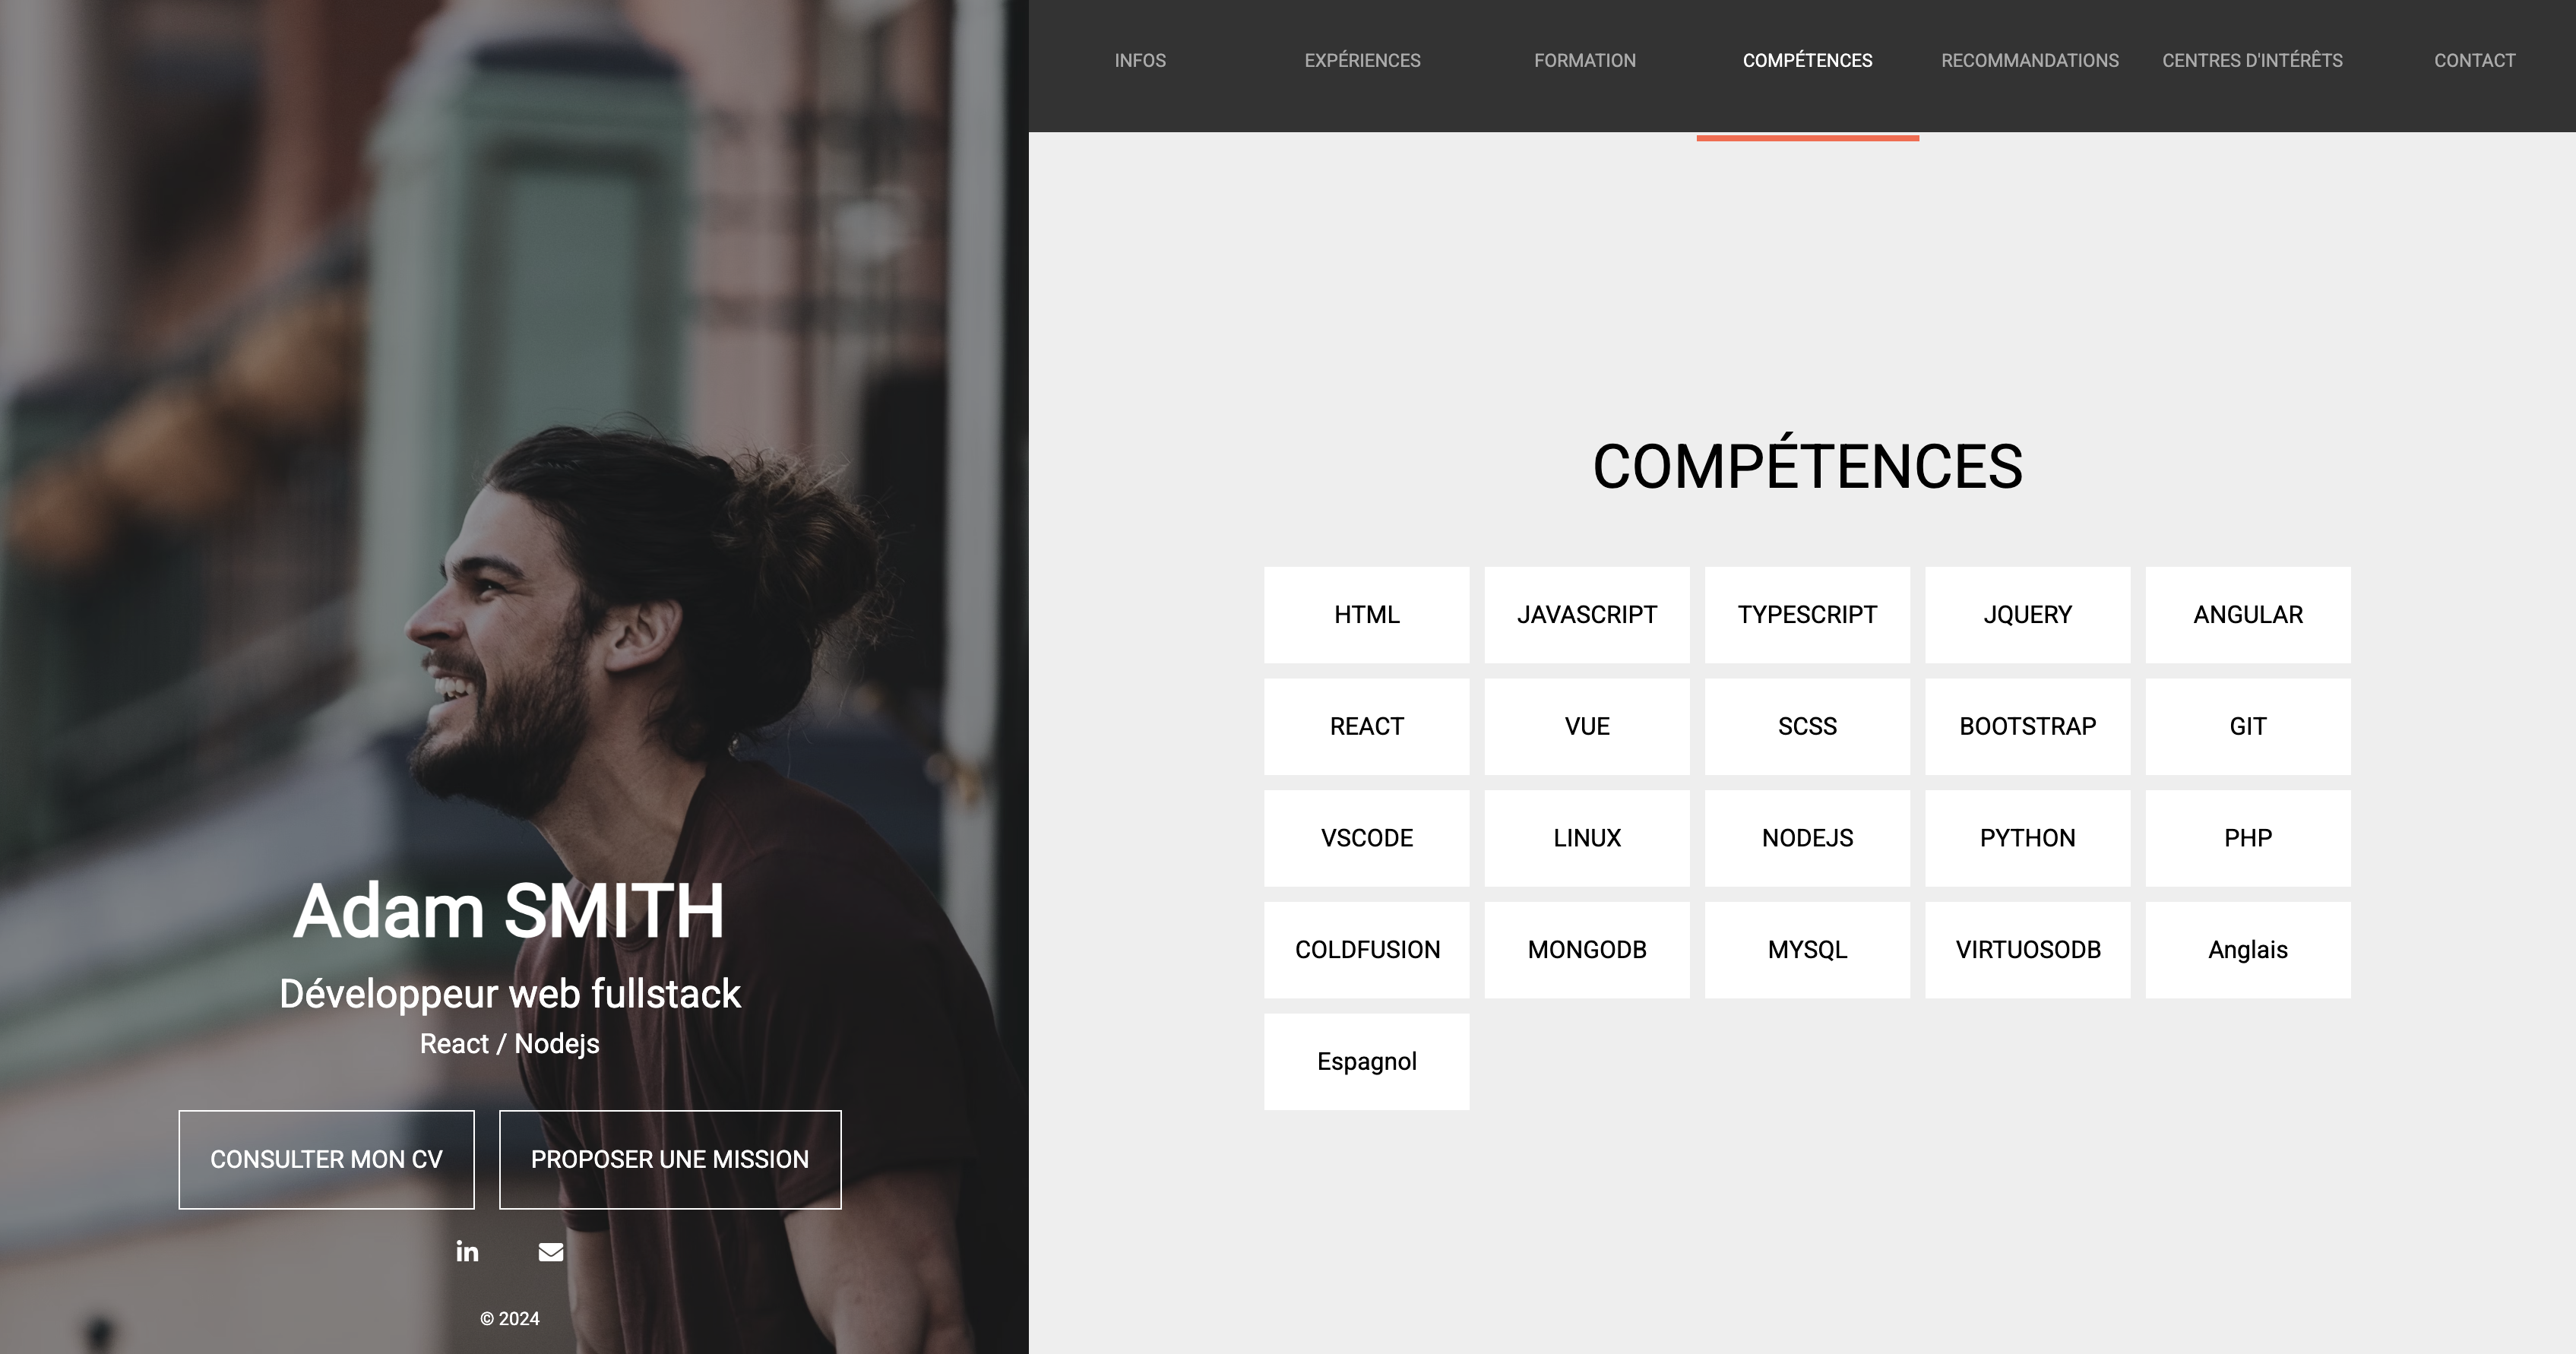 INFOS
EXPÉRIENCES
FORMATION
COMPÉTENCES
RECOMMANDATIONS
CENTRES D'INTÉRÊTS
CONTACT
Adam SMITH
Développeur web fullstack
React / Nodejs
CONSULTER MON CV
PROPOSER UNE MISSION
in
© 2024
COMPÉTENCES
HTML
JAVASCRIPT
TYPESCRIPT
JQUERY
ANGULAR
REACT
VUE
SCSS
BOOTSTRAP
GIT
VSCODE
LINUX
NODEJS
PYTHON
PHP
COLDFUSION
MONGODB
MYSQL
VIRTUOSODB
Anglais
Espagnol